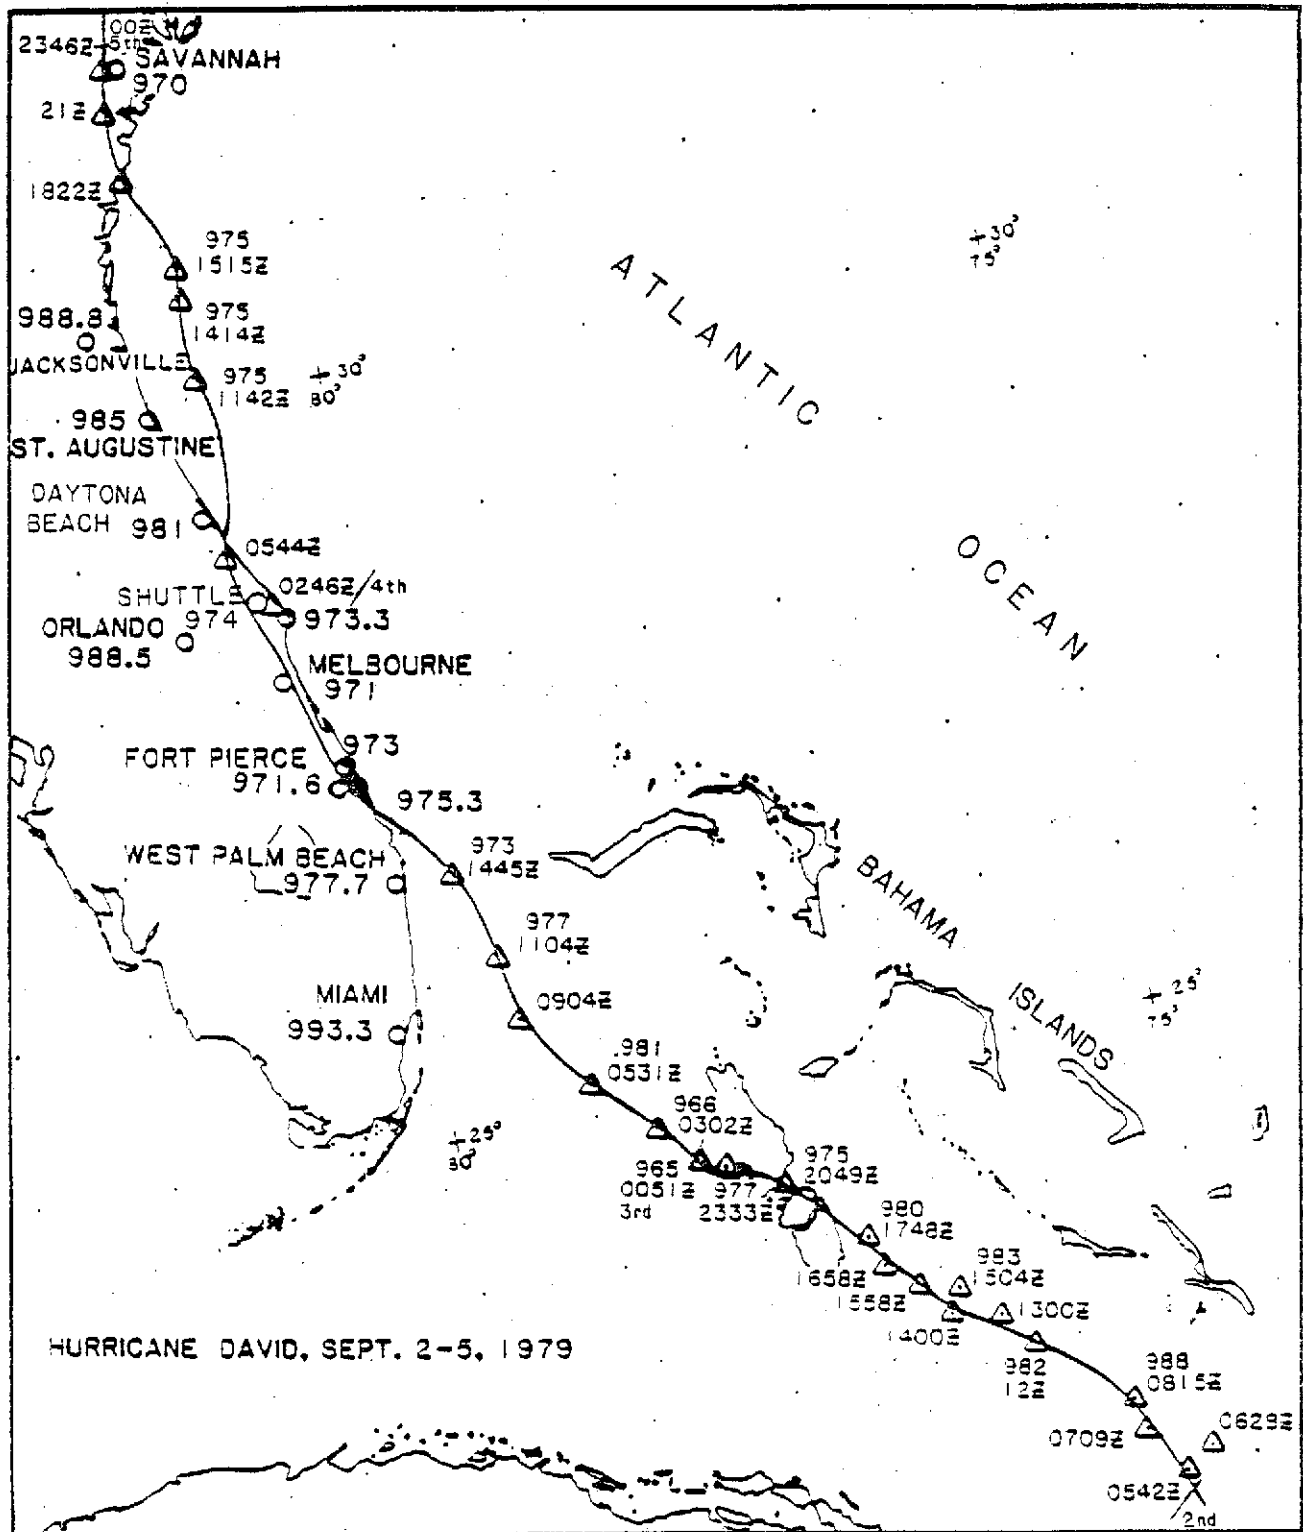 00Z
2346Z 5th
SAVANNAH
970
21Z
1822Z
975
1515Z
975
1414Z
988.8
JACKSONVILLE
975
1142Z
+30°
80°
+30°
75°
ATLANTIC
OCEAN
985
ST. AUGUSTINE
DAYTONA
BEACH 981
0544Z
0246Z/4th
SHUTTLE
974
973.3
ORLANDO
988.5
MELBOURNE
971
973
FORT PIERCE
971.6
975.3
WEST PALM BEACH
977.7
973
1445Z
977
1104Z
BAHAMA
ISLANDS
MIAMI
993.3
0904Z
+25°
75°
.981
0531Z
966
0302Z
+25°
80°
965
0051Z
3rd
977
2333Z
975
2049Z
980
1748Z
1658Z
1558Z
983
1504Z
1300Z
1400Z
HURRICANE DAVID, SEPT. 2-5, 1979
982
12Z
988
0815Z
0709Z
0629Z
0542Z
2nd